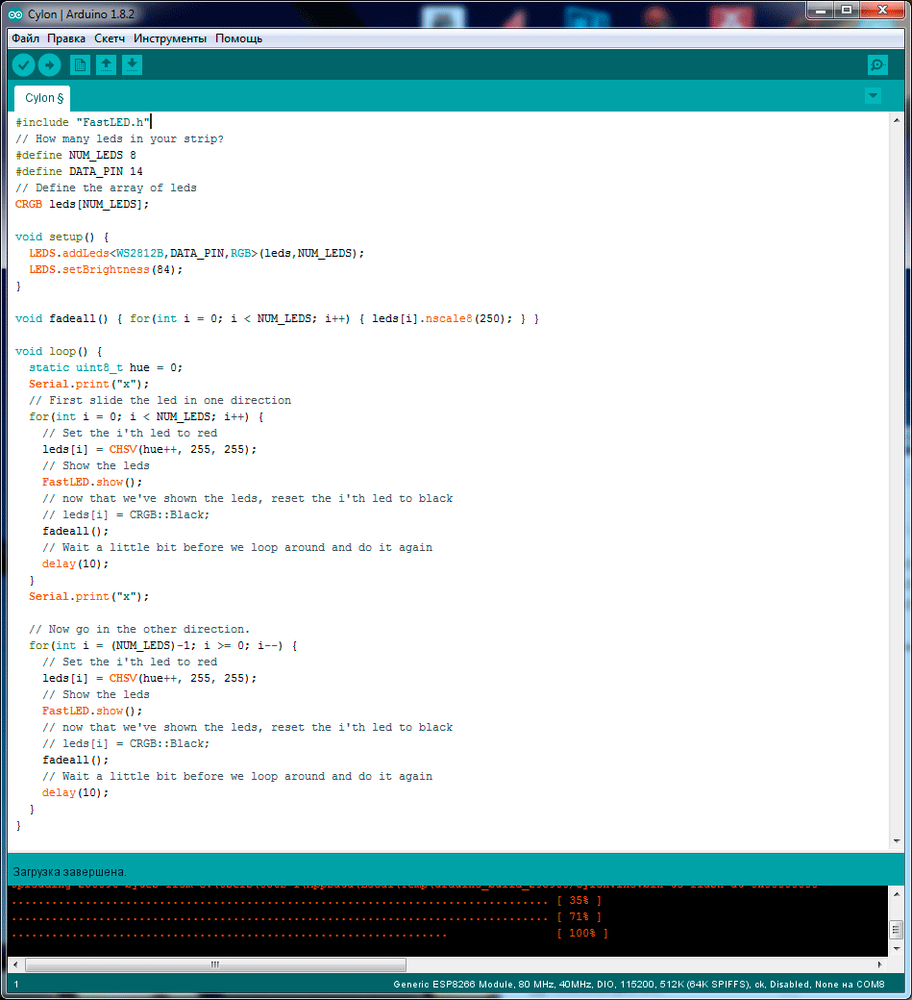 Cylon | Arduino 1.8.2
Файл Правка Скетч Инструменты Помощь
Cylon §
#include "FastLED.h"
// How many leds in your strip?
#define NUM_LEDS 8
#define DATA_PIN 14
// Define the array of leds
CRGB leds[NUM_LEDS];
void setup() {
LEDS.addLeds<WS2812B,DATA_PIN,RGB>(leds,NUM_LEDS);
LEDS.setBrightness(84);
}
void fadeall() { for(int i = 0; i < NUM_LEDS; i++) { leds[i].nscale8(250); } }
void loop() {
static uint8_t hue = 0;
Serial.print("x");
// First slide the led in one direction
for(int i = 0; i < NUM_LEDS; i++) {
// Set the i'th led to red
leds[i] = CHSV(hue++, 255, 255);
// Show the leds
FastLED.show();
// now that we've shown the leds, reset the i'th led to black
// leds[i] = CRGB::Black;
fadeall();
// Wait a little bit before we loop around and do it again
delay(10);
}
Serial.print("x");
// Now go in the other direction.
for(int i = (NUM_LEDS)-1; i >= 0; i--) {
// Set the i'th led to red
leds[i] = CHSV(hue++, 255, 255);
// Show the leds
FastLED.show();
// now that we've shown the leds, reset the i'th led to black
// leds[i] = CRGB::Black;
fadeall();
// Wait a little bit before we loop around and do it again
delay(10);
}
}
Загрузка завершена.
................................................................................ [ 35% ]
................................................................................ [ 71% ]
................................................................. [ 100% ]
1
Generic ESP8266 Module, 80 MHz, 40MHz, DIO, 115200, 512K (64K SPIFFS), ck, Disabled, None на COM8